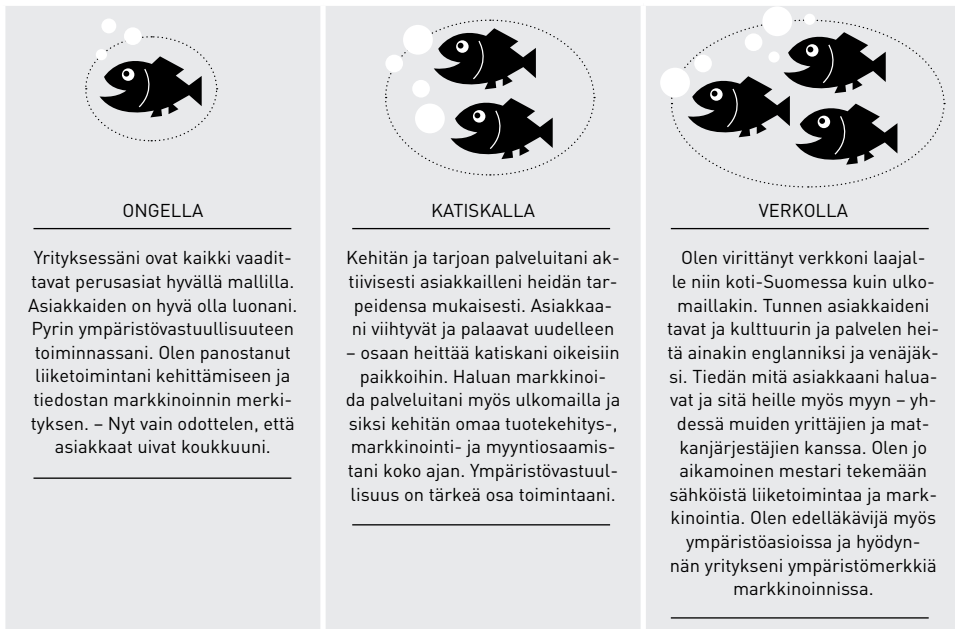 ONGELLA
Yrityksessäni ovat kaikki vaadit-
tavat perusasiat hyvällä mallilla.
Asiakkaiden on hyvä olla luonani.
Pyrin ympäristövastuullisuuteen
toiminnassani. Olen panostanut
liiketoimintani kehittämiseen ja
tiedostan markkinoinnin merki-
tyksen. – Nyt vain odottelen, että
asiakkaat uivat koukkuuni.
KATISKALLA
Kehitän ja tarjoan palveluitani ak-
tiivisesti asiakkailleni heidän tar-
peidensa mukaisesti. Asiakkaa-
ni viihtyvät ja palaavat uudelleen
– osaan heittää katiskani oikeisiin
paikkoihin. Haluan markkinoi-
da palveluitani myös ulkomailla ja
siksi kehitän omaa tuotekehitys-,
markkinointi- ja myyntiosaamis-
tani koko ajan. Ympäristövastuul-
lisuus on tärkeä osa toimintaani.
VERKOLLA
Olen virittänyt verkkoni laajal-
le niin koti-Suomessa kuin ulko-
maillakin. Tunnen asiakkaideni
tavat ja kulttuurin ja palvelen hei-
tä ainakin englanniksi ja venäjäk-
si. Tiedän mitä asiakkaani halua-
vat ja sitä heille myös myyn – yh-
dessä muiden yrittäjien ja mat-
kanjärjestäjien kanssa. Olen jo
aikamoinen mestari tekemään
sähköistä liiketoimintaa ja mark-
kinointia. Olen edelläkävijä myös
ympäristöasioissa ja hyödyn-
nän yritykseni ympäristömerkkiä
markkinoinnissa.